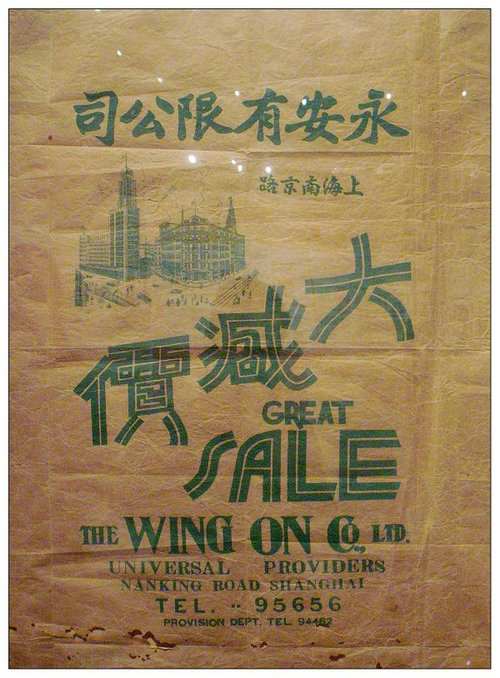 永安有限公司
上海南京路
大減價
GREAT
SALE
THE WING ON CO., LTD.
UNIVERSAL PROVIDERS
NANKING ROAD SHANGHAI
TEL. -- 95656
PROVISION DEPT. TEL. 94482